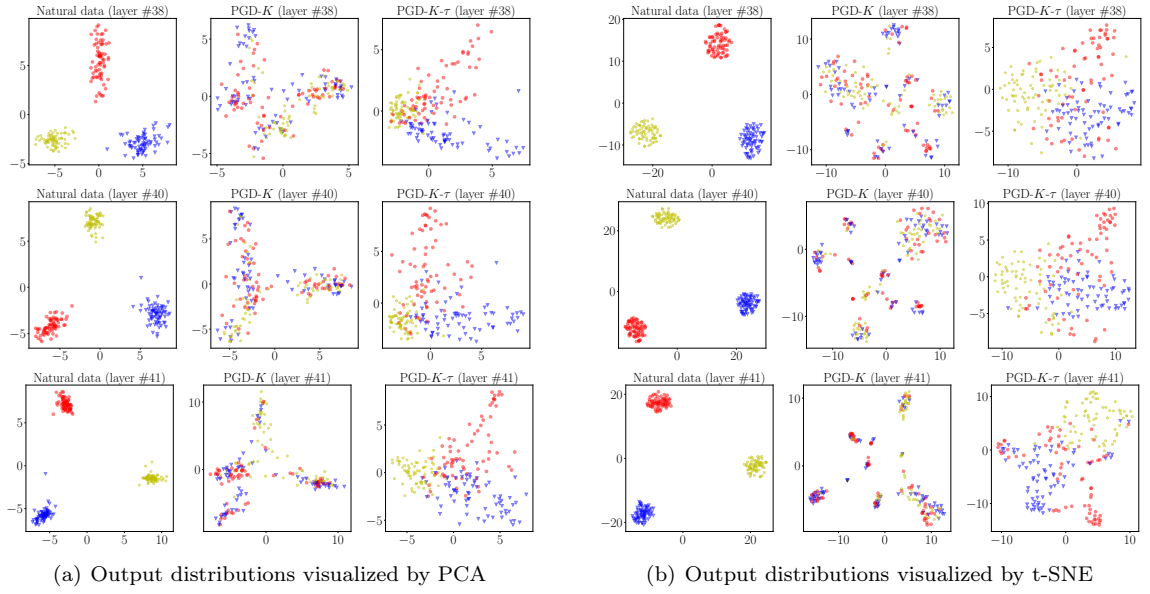 Natural data (layer #38)
5
0
−5
−5 0 5
PGD-K (layer #38)
5
0
−5
−5 0 5
PGD-K-τ (layer #38)
5
0
−5
0 5
Natural data (layer #40)
5
0
−5
−5 0 5
PGD-K (layer #40)
5
0
−5
−5 0 5
PGD-K-τ (layer #40)
5
0
0 5
Natural data (layer #41)
5
0
−5
−5 0 5 10
PGD-K (layer #41)
10
5
0
0 10
PGD-K-τ (layer #41)
5
0
−5
0 5
(a) Output distributions visualized by PCA
Natural data (layer #38)
20
10
0
−10
−20 0
PGD-K (layer #38)
10
0
−10
−10 0 10
PGD-K-τ (layer #38)
5
0
−5
−10 0
Natural data (layer #40)
20
0
0 20
PGD-K (layer #40)
0
−10
−10 0 10
PGD-K-τ (layer #40)
10
5
0
−5
−10 0 10
Natural data (layer #41)
20
0
−20
0 20
PGD-K (layer #41)
10
0
−10 0 10
PGD-K-τ (layer #41)
10
0
−10
−10 0 10
(b) Output distributions visualized by t-SNE